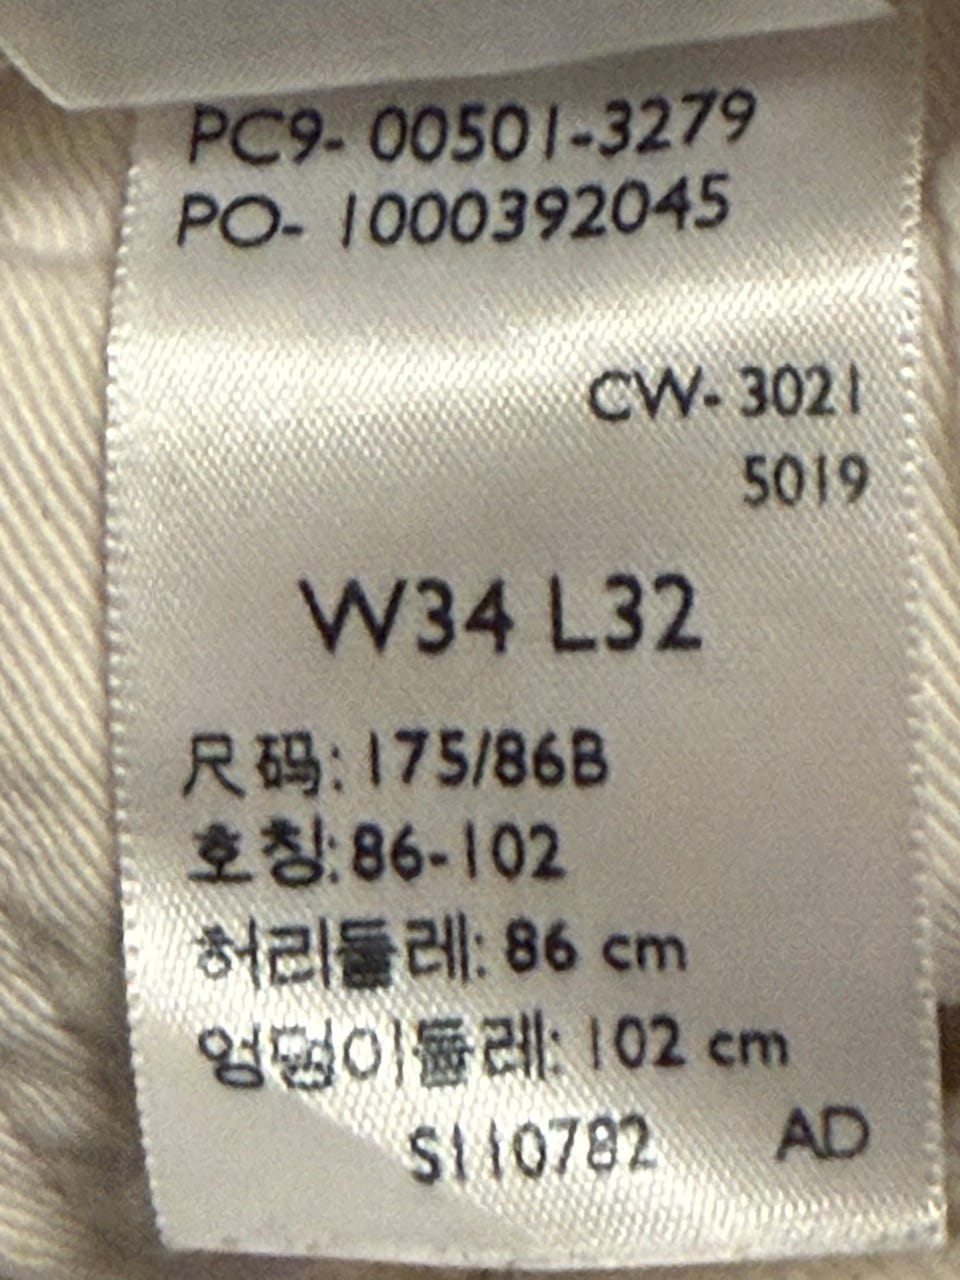 PC9- 00501-3279
PO- 1000392045
CW- 3021
5019
W34 L32
尺码: 175/86B
호칭: 86-102
허리둘레: 86 cm
엉덩이둘레: 102 cm
S110782 AD